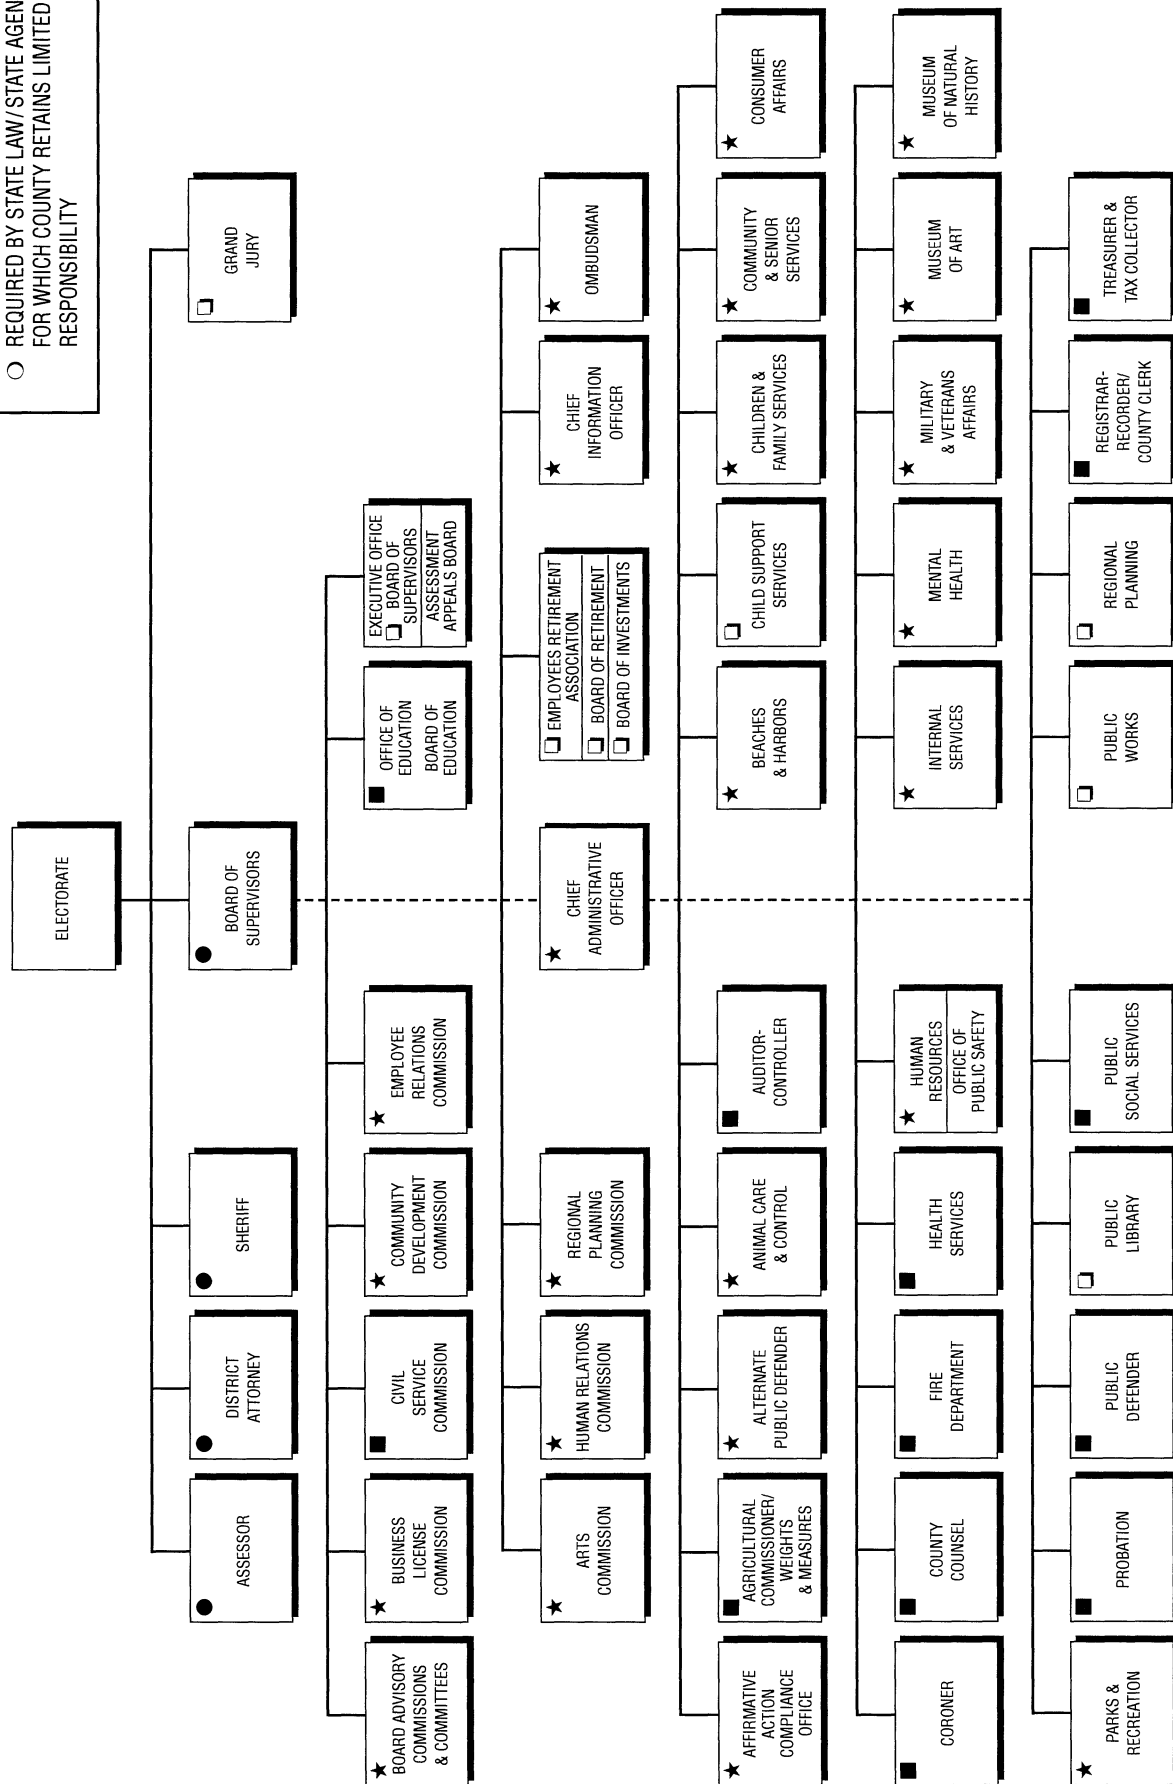 ○ REQUIRED BY STATE LAW/STATE AGEN
FOR WHICH COUNTY RETAINS LIMITED
RESPONSIBILITY
ELECTORATE
ASSESSOR
DISTRICT
ATTORNEY
SHERIFF
BOARD OF
SUPERVISORS
GRAND
JURY
BOARD ADVISORY
COMMISSIONS
& COMMITTEES
BUSINESS
LICENSE
COMMISSION
CIVIL
SERVICE
COMMISSION
COMMUNITY
DEVELOPMENT
COMMISSION
EMPLOYEE
RELATIONS
COMMISSION
OFFICE OF
EDUCATION
BOARD OF
EDUCATION
EXECUTIVE OFFICE
BOARD OF
SUPERVISORS
ASSESSMENT
APPEALS BOARD
ARTS
COMMISSION
HUMAN RELATIONS
COMMISSION
REGIONAL
PLANNING
COMMISSION
CHIEF
ADMINISTRATIVE
OFFICER
EMPLOYEES RETIREMENT
ASSOCIATION
BOARD OF RETIREMENT
BOARD OF INVESTMENTS
CHIEF
INFORMATION
OFFICER
OMBUDSMAN
AFFIRMATIVE
ACTION
COMPLIANCE
OFFICE
AGRICULTURAL
COMMISSIONER/
WEIGHTS
& MEASURES
ALTERNATE
PUBLIC DEFENDER
ANIMAL CARE
& CONTROL
AUDITOR-
CONTROLLER
BEACHES
& HARBORS
CHILD SUPPORT
SERVICES
CHILDREN &
FAMILY SERVICES
COMMUNITY
& SENIOR
SERVICES
CONSUMER
AFFAIRS
CORONER
COUNTY
COUNSEL
FIRE
DEPARTMENT
HEALTH
SERVICES
HUMAN
RESOURCES
OFFICE OF
PUBLIC SAFETY
INTERNAL
SERVICES
MENTAL
HEALTH
MILITARY
& VETERANS
AFFAIRS
MUSEUM
OF ART
MUSEUM
OF NATURAL
HISTORY
PARKS &
RECREATION
PROBATION
PUBLIC
DEFENDER
PUBLIC
LIBRARY
PUBLIC
SOCIAL SERVICES
PUBLIC
WORKS
REGIONAL
PLANNING
REGISTRAR-
RECORDER/
COUNTY CLERK
TREASURER &
TAX COLLECTOR